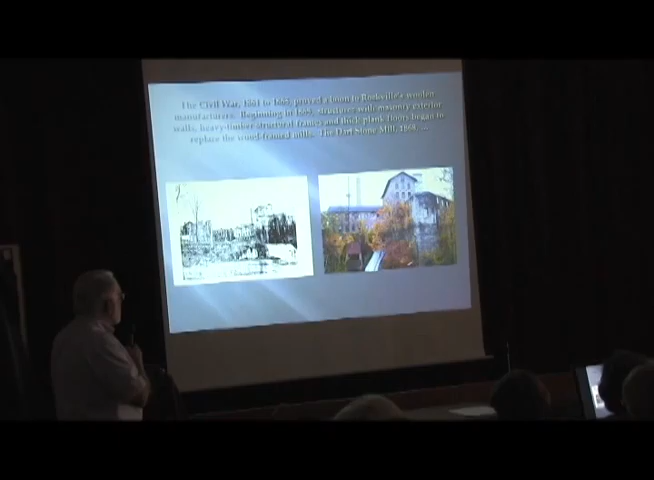 The Civil War, 1861 to 1865, proved a boon to Rockville's woolen
manufacturers. Beginning in structures with masonry exterior
walls, heavy-timber structural frames and thick plank floors began to
replace the wood-framed mills. The Dart Stone Mill, 1868, ...